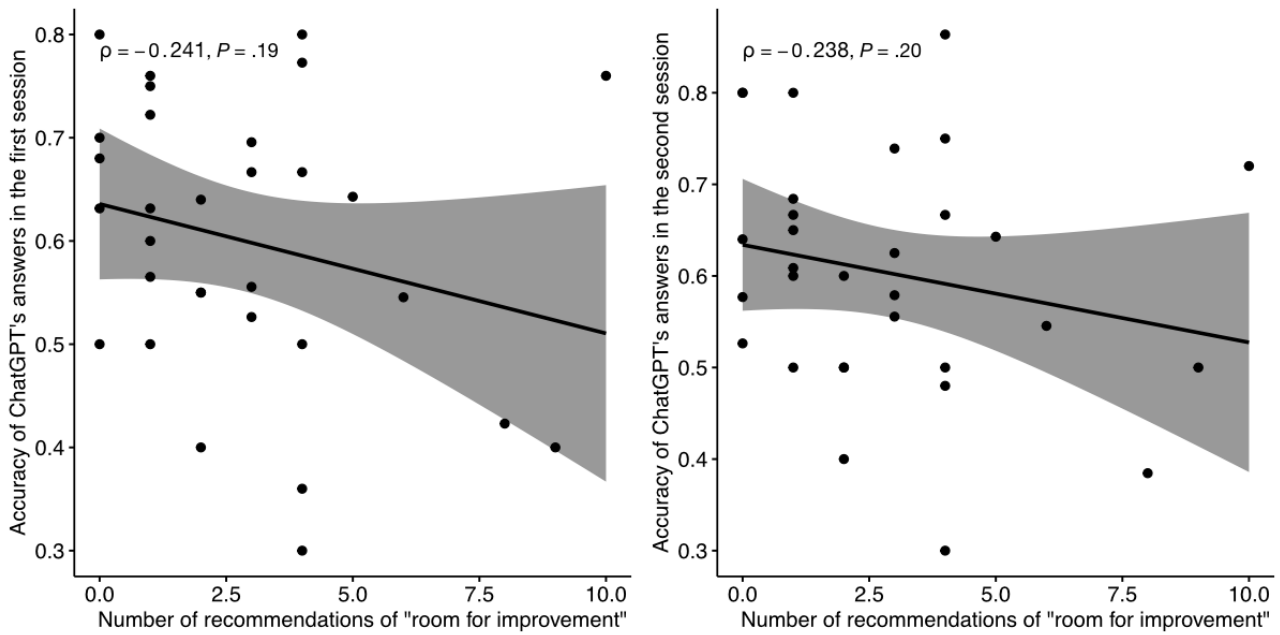 Accuracy of ChatGPT's answers in the first session
0.8
0.7
0.6
0.5
0.4
0.3
ρ = −0.241, P = .19
0.0 2.5 5.0 7.5 10.0
Number of recommendations of "room for improvement"
Accuracy of ChatGPT's answers in the second session
0.8
0.7
0.6
0.5
0.4
0.3
ρ = −0.238, P = .20
0.0 2.5 5.0 7.5 10.0
Number of recommendations of "room for improvement"